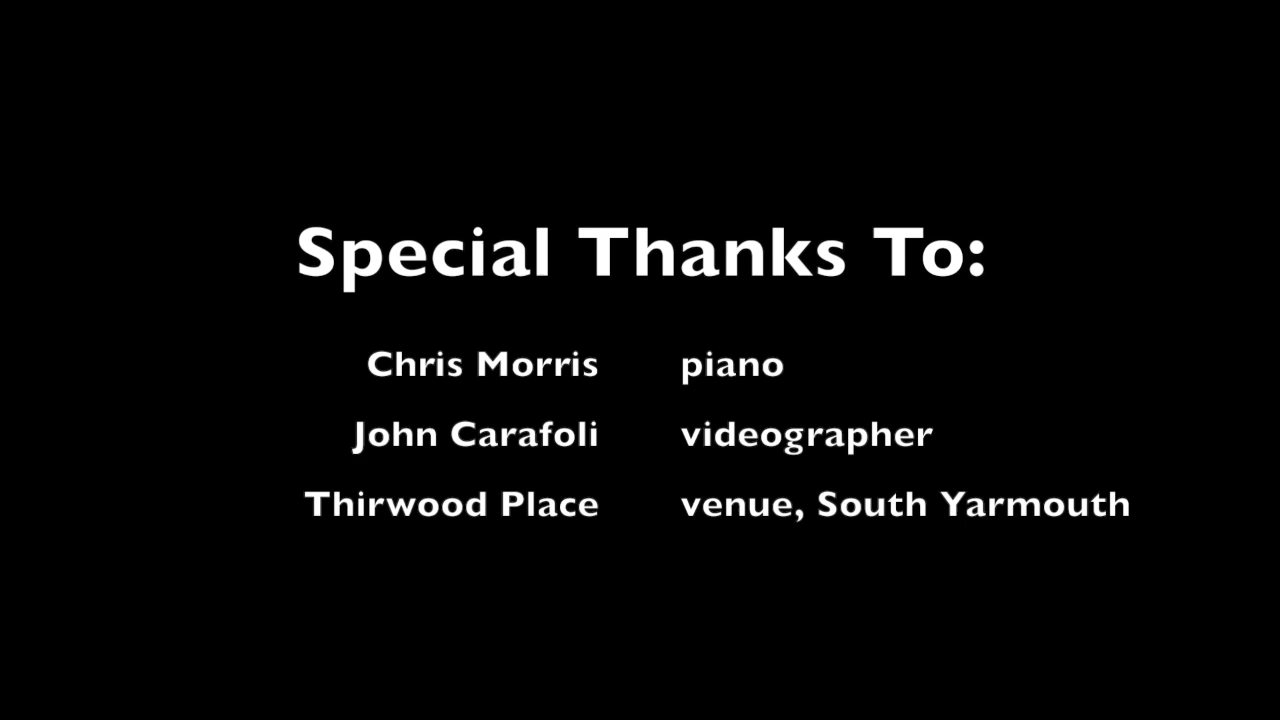 Special Thanks To:
Chris Morris piano
John Carafoli videographer
Thirwood Place venue, South Yarmouth